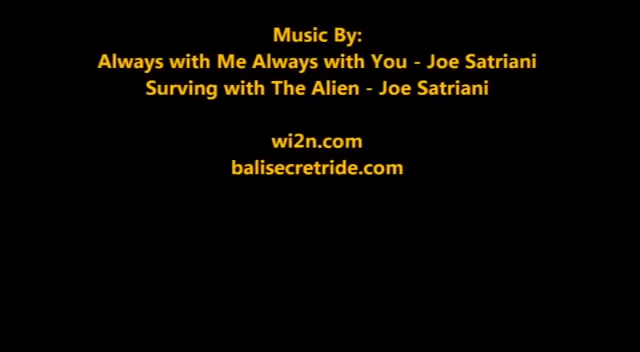 Music By:
Always with Me Always with You - Joe Satriani
Surving with The Alien - Joe Satriani
wi2n.com
balisecretride.com